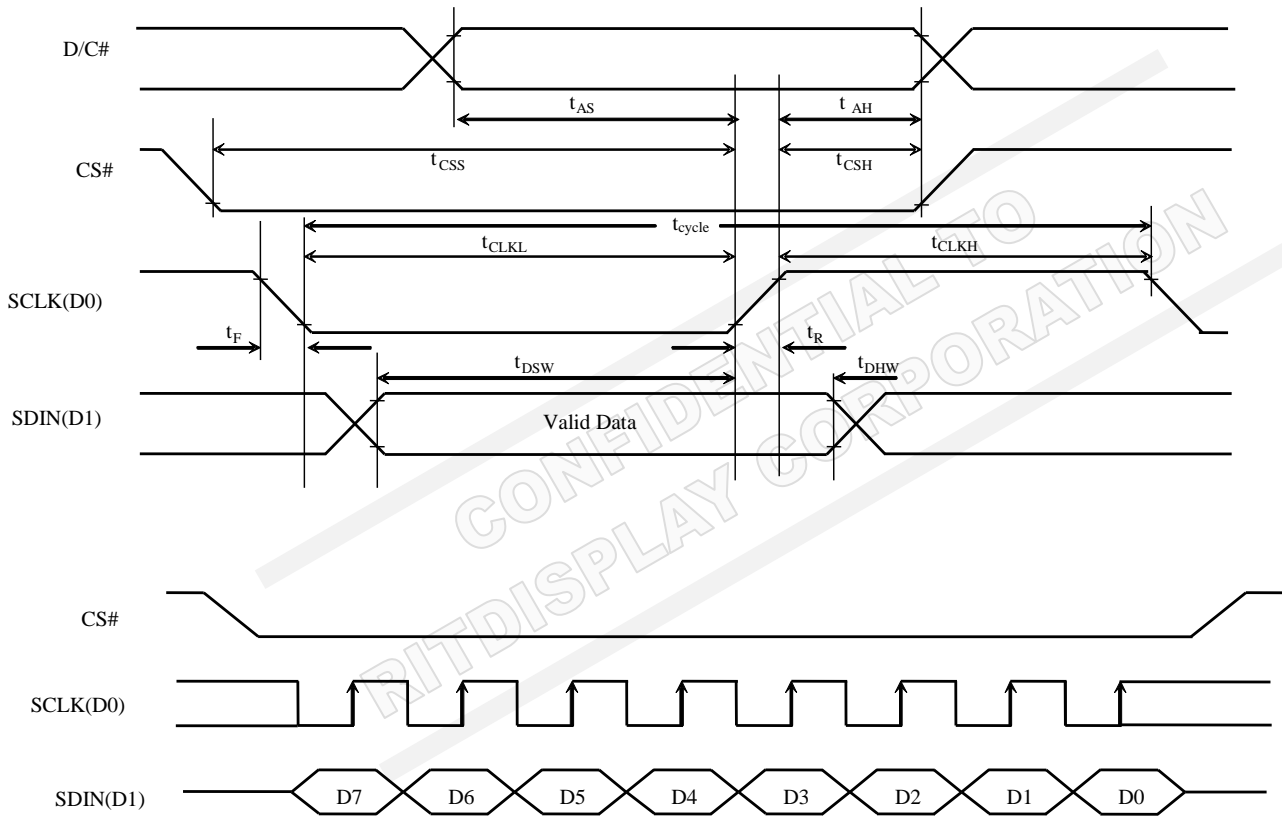 D/C#
tAS
t AH
CS#
tCSS
tCSH
tcycle
tCLKL
tCLKH
SCLK(D0)
tF
tR
tDSW
tDHW
SDIN(D1)
Valid Data
CONFIDENTIAL TO
RITDISPLAY CORPORATION
CS#
SCLK(D0)
SDIN(D1)
D7 D6 D5 D4 D3 D2 D1 D0